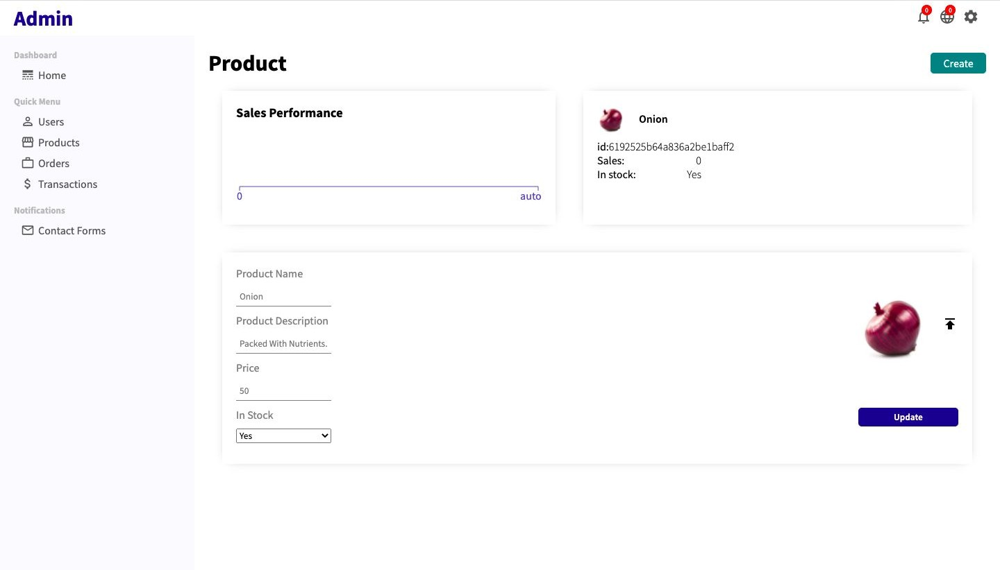 Admin
0
0
Dashboard
Home
Quick Menu
Users
Products
Orders
Transactions
Notifications
Contact Forms
Product
Create
Sales Performance
0 auto
Onion
id:6192525b64a836a2be1baff2
Sales: 0
In stock: Yes
Product Name
Onion
Product Description
Packed With Nutrients.
Price
50
In Stock
Yes
Update